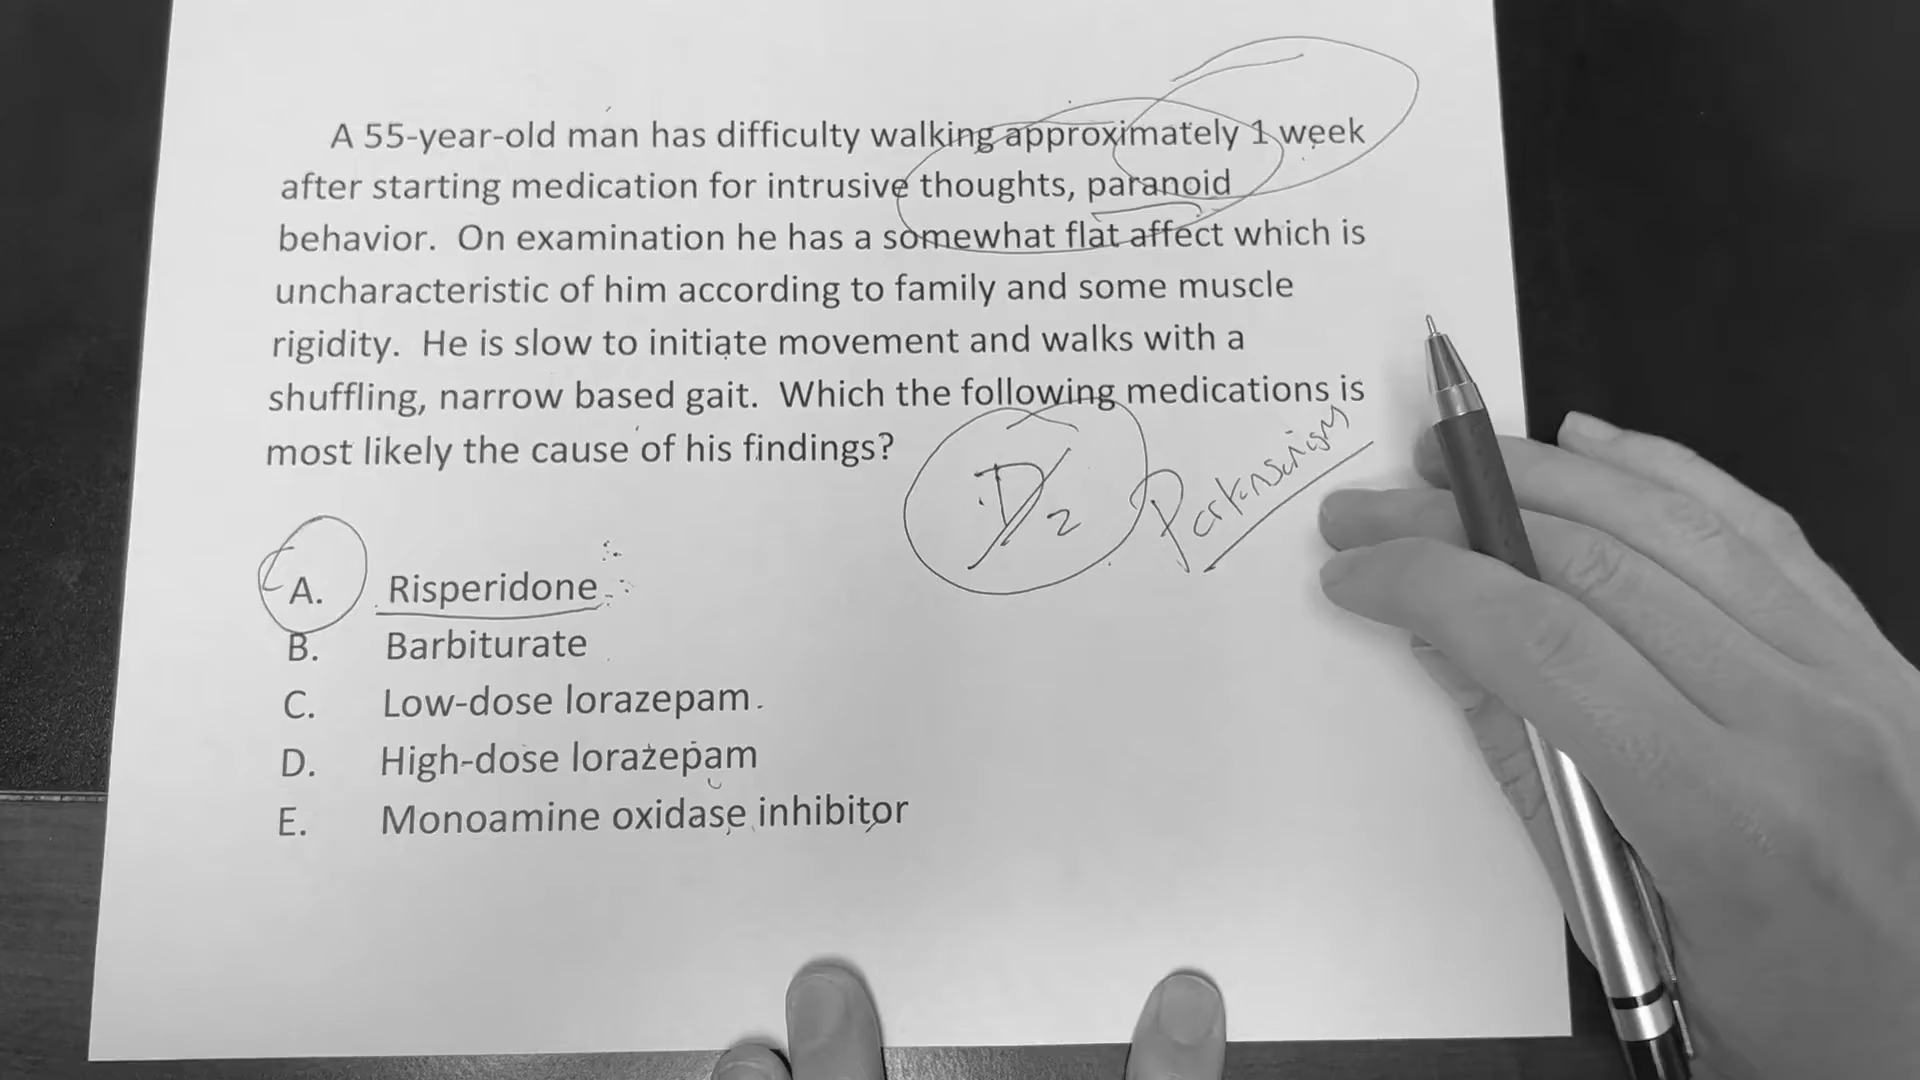 A 55-year-old man has difficulty walking approximately 1 week
after starting medication for intrusive thoughts, paranoid
behavior. On examination he has a somewhat flat affect which is
uncharacteristic of him according to family and some muscle
rigidity. He is slow to initiate movement and walks with a
shuffling, narrow based gait. Which the following medications is
most likely the cause of his findings?
D2
Parkinsonism
A. Risperidone
B. Barbiturate
C. Low-dose lorazepam
D. High-dose lorazepam
E. Monoamine oxidase inhibitor